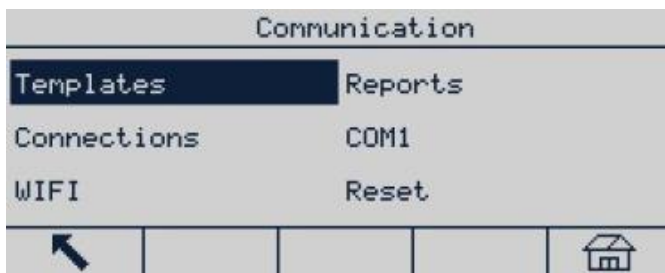 Communication
Templates
Reports
Connections
COM1
WIFI
Reset